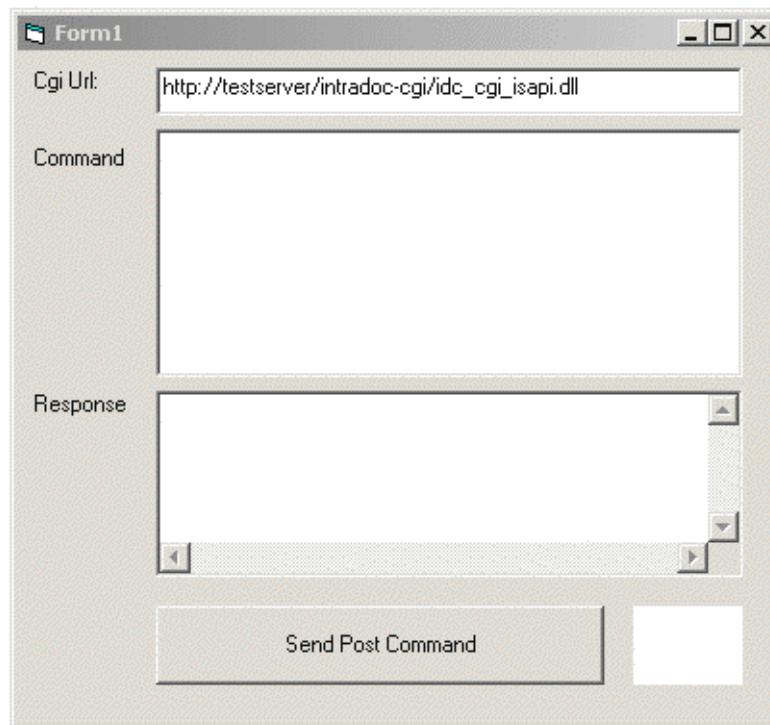 Form1
Cgi Url:
http://testserver/intradoc-cgi/idc_cgi_isapi.dll
Command
Response
Send Post Command